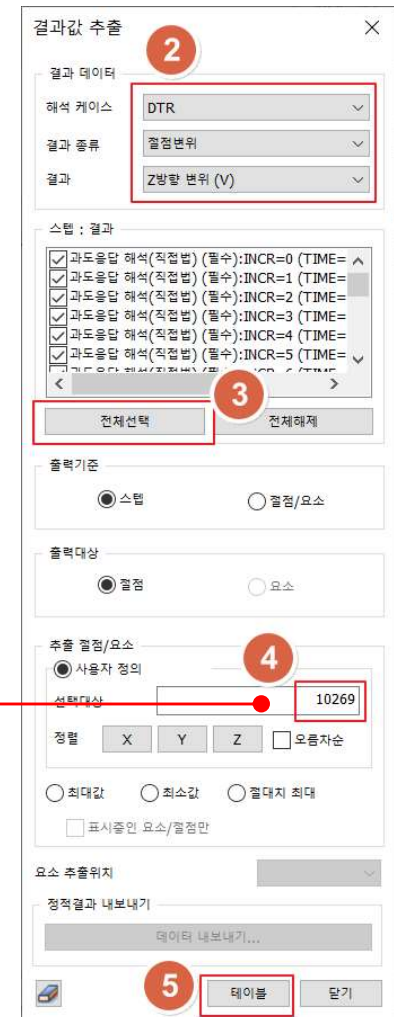 결과값 추출
2
결과 데이터
해석 케이스 DTR
결과 종류 절점변위
결과 Z방향 변위 (V)
스텝 : 결과
과도응답 해석(직접법) (필수):INCR=0 (TIME=
과도응답 해석(직접법) (필수):INCR=1 (TIME=
과도응답 해석(직접법) (필수):INCR=2 (TIME=
과도응답 해석(직접법) (필수):INCR=3 (TIME=
과도응답 해석(직접법) (필수):INCR=4 (TIME=
과도응답 해석(직접법) (필수):INCR=5 (TIME=
3
전체선택 전체해제
출력기준
스텝 절점/요소
출력대상
절점 요소
추출 절점/요소
사용자 정의
4
선택대상 10269
정렬 X Y Z 오름차순
최대값 최소값 절대치 최대
표시중인 요소/절점만
요소 추출위치
정적결과 내보내기
데이터 내보내기...
5
테이블 닫기